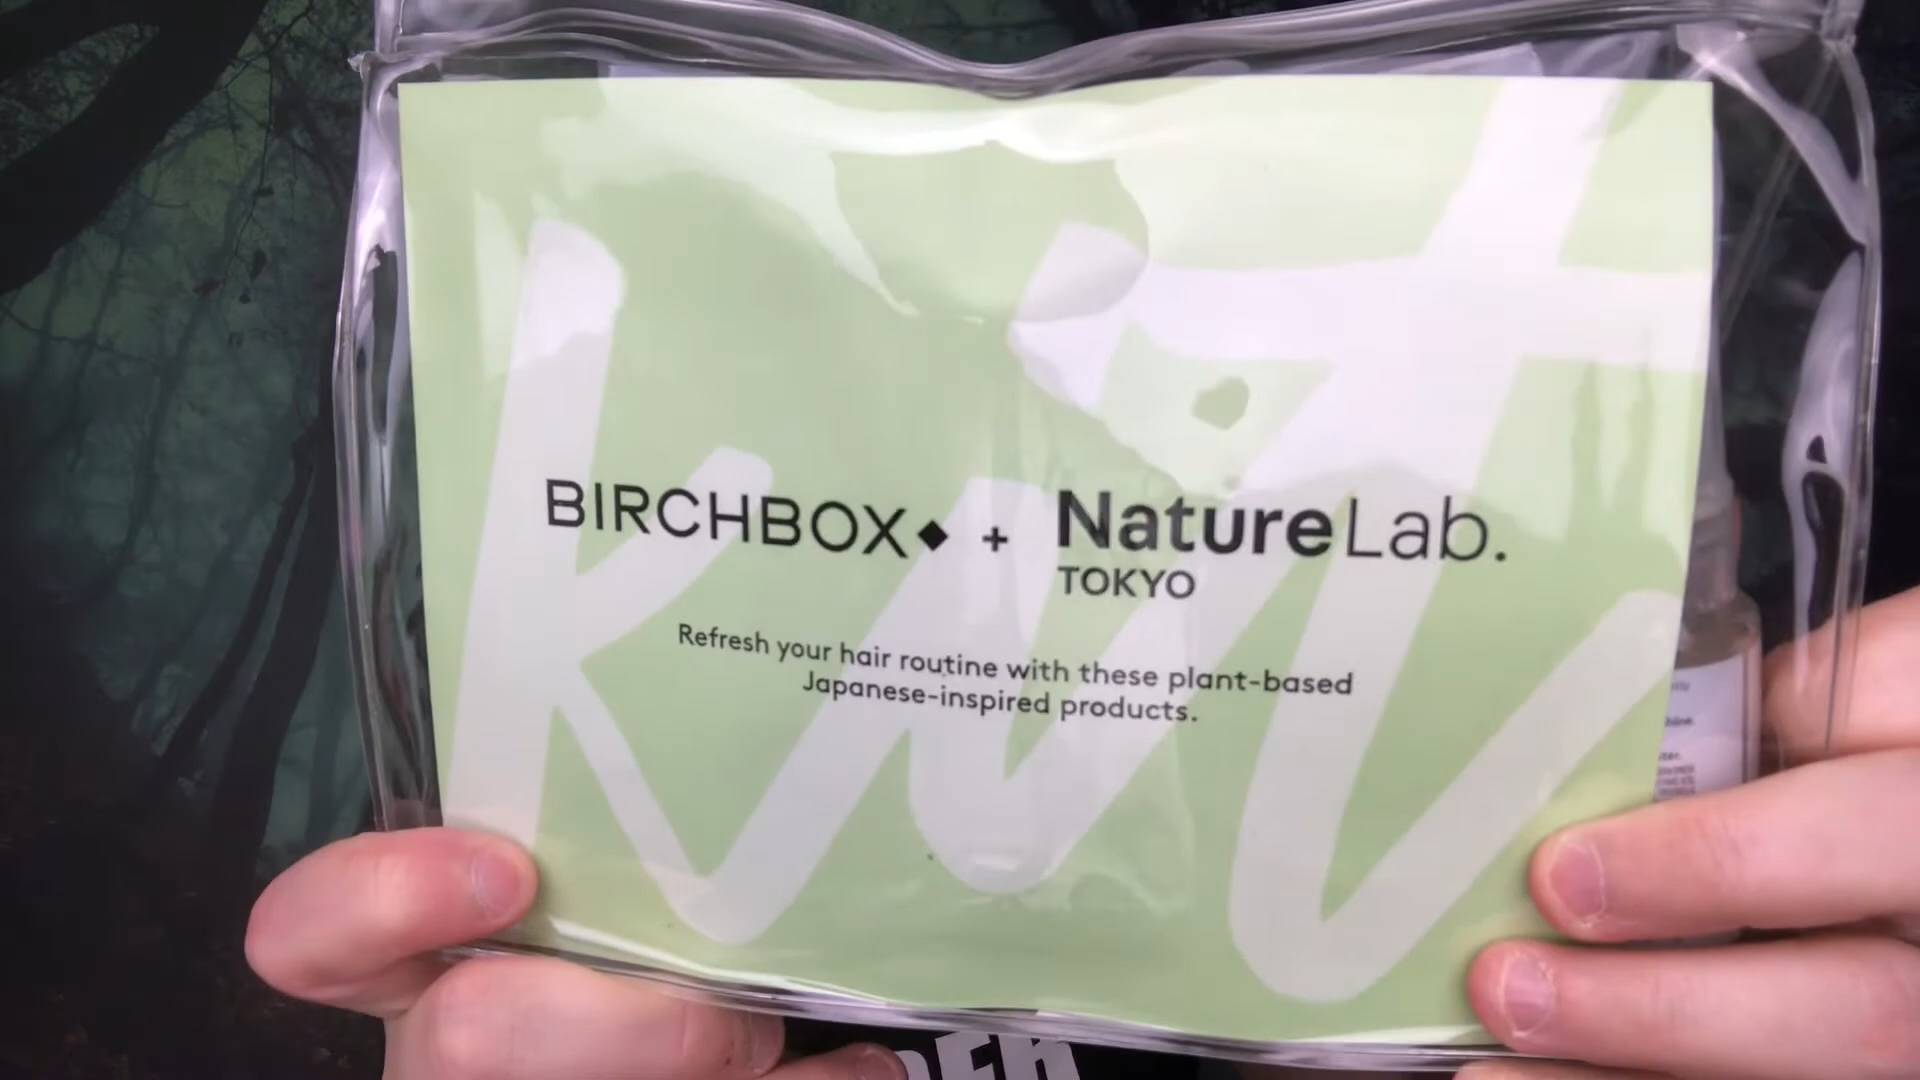 kit
BIRCHBOX◆ + NatureLab.
TOKYO
Refresh your hair routine with these plant-based
Japanese-inspired products.